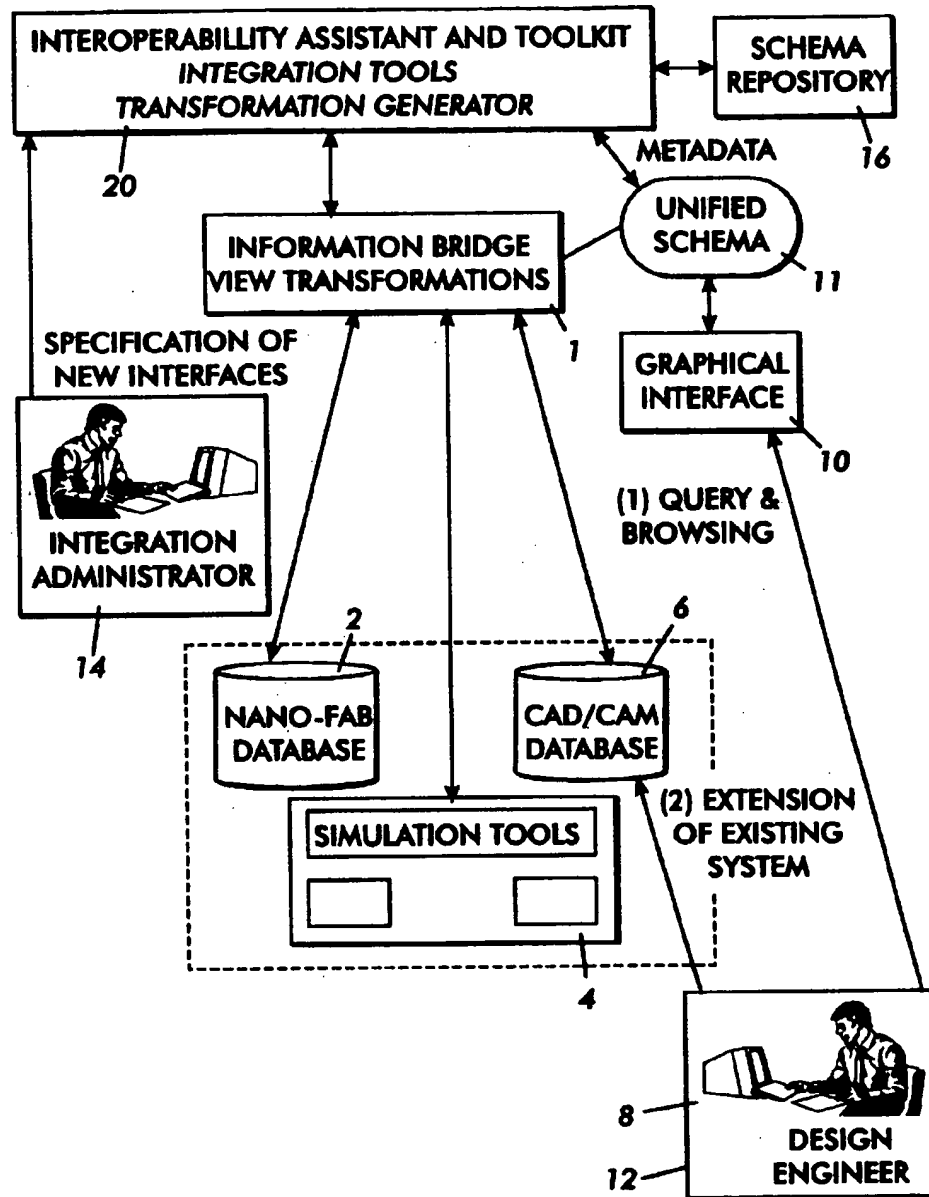 INTEROPERABILLITY ASSISTANT AND TOOLKIT
INTEGRATION TOOLS
TRANSFORMATION GENERATOR
20
SCHEMA
REPOSITORY
16
METADATA
UNIFIED
SCHEMA
11
INFORMATION BRIDGE
VIEW TRANSFORMATIONS
1
SPECIFICATION OF
NEW INTERFACES
GRAPHICAL
INTERFACE
10
INTEGRATION
ADMINISTRATOR
14
(1) QUERY &
BROWSING
2
NANO-FAB
DATABASE
6
CAD/CAM
DATABASE
(2) EXTENSION
OF EXISTING
SYSTEM
SIMULATION TOOLS
4
8
12
DESIGN
ENGINEER